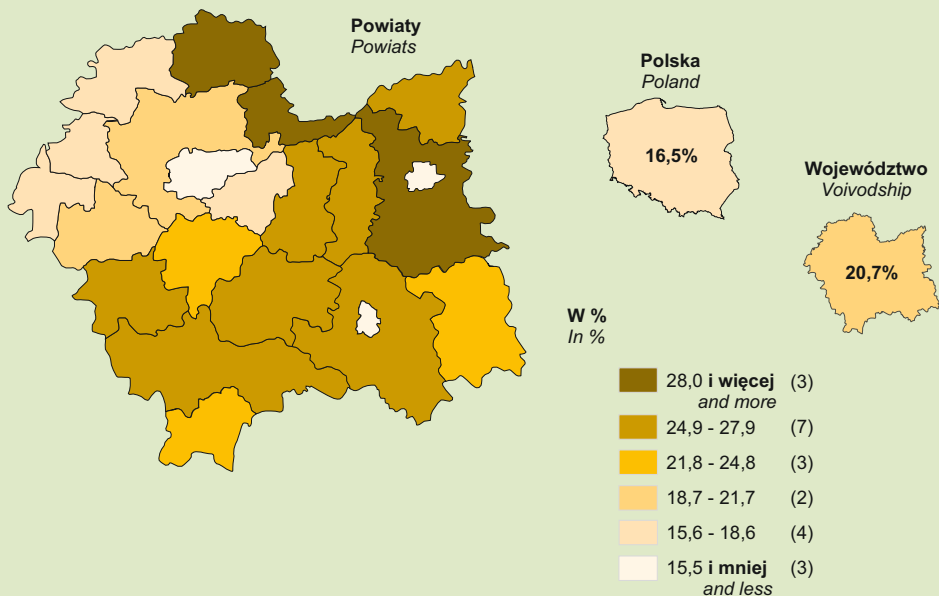 Powiaty
Powiats
Polska
Poland
16,5%
Województwo
Voivodship
20,7%
W %
In %
28,0 i więcej (3)
and more
24,9 - 27,9 (7)
21,8 - 24,8 (3)
18,7 - 21,7 (2)
15,6 - 18,6 (4)
15,5 i mniej (3)
and less